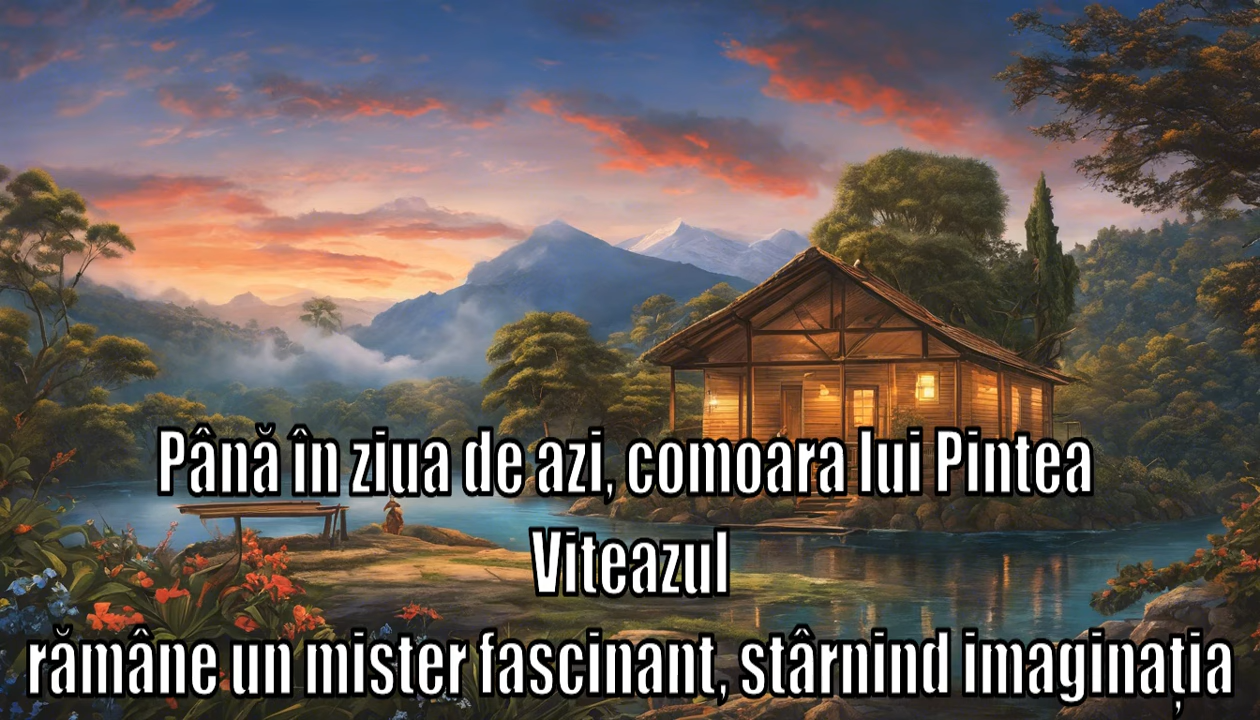 Până în ziua de azi, comoara lui Pintea
Viteazul
rămâne un mister fascinant, stârnind imaginația